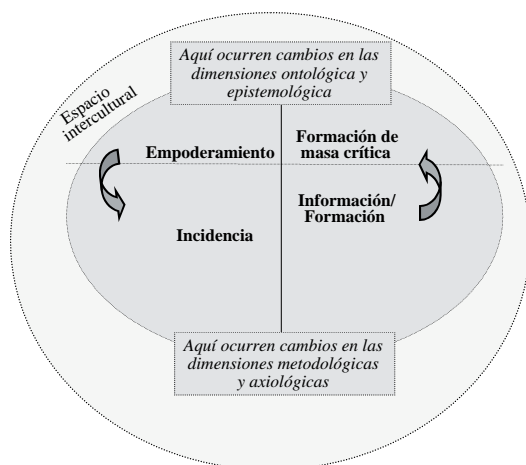 Aquí ocurren cambios en las
dimensiones ontológica y
epistemológica
Espacio
intercultural
Empoderamiento
Formación de
masa crítica
Información/
Formación
Incidencia
Aquí ocurren cambios en las
dimensiones metodológicas
y axiológicas